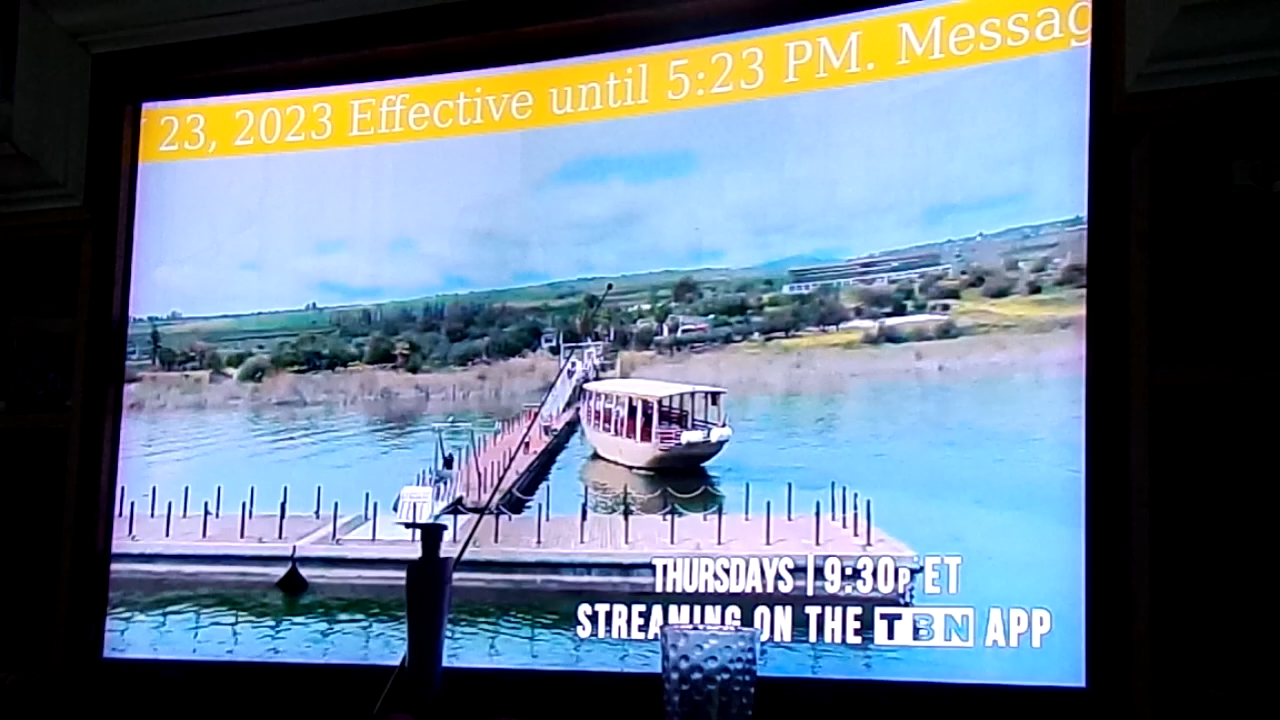 23, 2023 Effective until 5:23 PM. Messag
THURSDAYS | 9:30P ET
STREAMING ON THE TBN APP